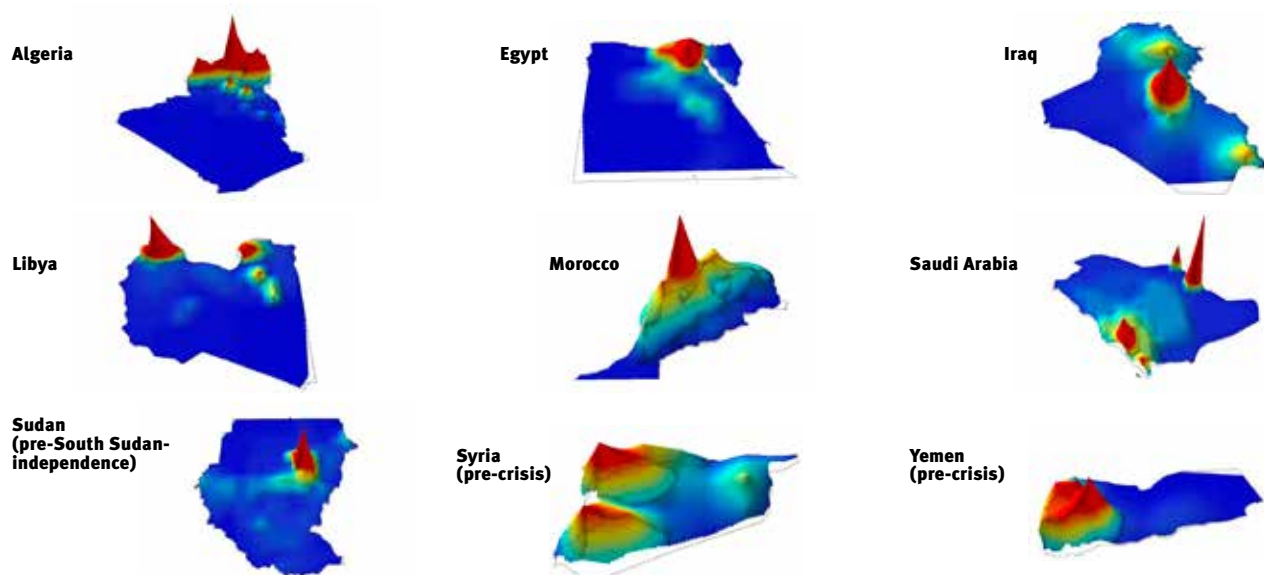 Algeria
Egypt
Iraq
Libya
Morocco
Saudi Arabia
Sudan
(pre-South Sudan-
independence)
Syria
(pre-crisis)
Yemen
(pre-crisis)